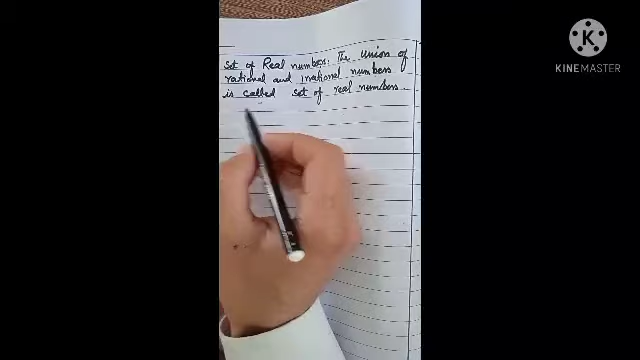 Set of Real numbers: The union of
rational and irrational numbers
is called set of real numbers.
KINEMASTER